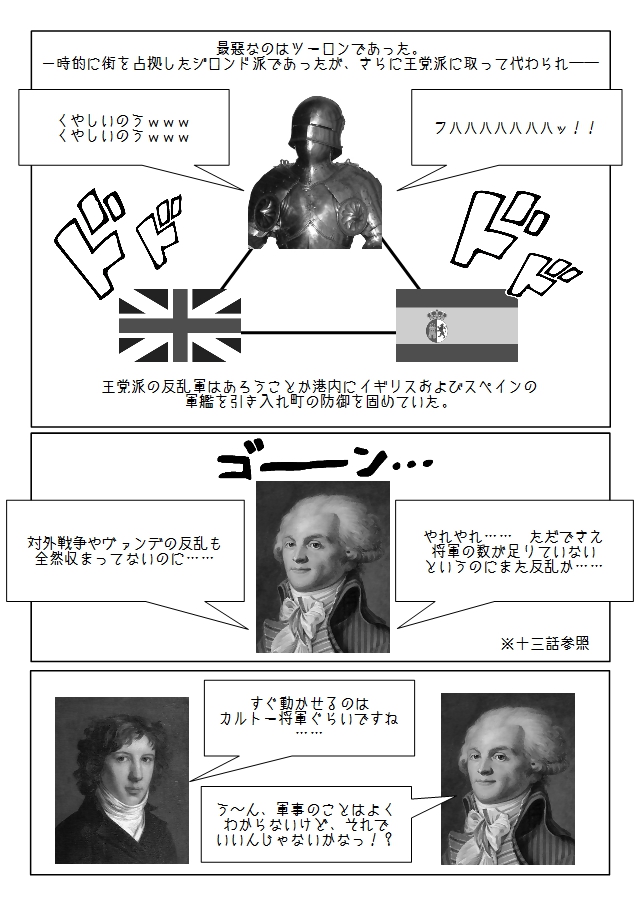 最悪なのはツーロンであった。
一時的に街を占拠したジロンド派であったが、さらに王党派に取って代わられ――
フハハハハハハハッ！！
くやしいのうｗｗｗ
くやしいのうｗｗｗ
ドド
ドド
王党派の反乱軍はあろうことか港内にイギリスおよびスペインの
軍艦を引き入れ町の防御を固めていた。
ゴーン…
やれやれ……　ただでさえ
将軍の数が足りていない
というのにまた反乱か……
対外戦争やヴァンデの反乱も
全然収まってないのに……
※十三話参照
すぐ動かせるのは
カルトー将軍ぐらいですね
……
う～ん、軍事のことはよく
わからないけど、それで
いいんじゃないかなっ！？